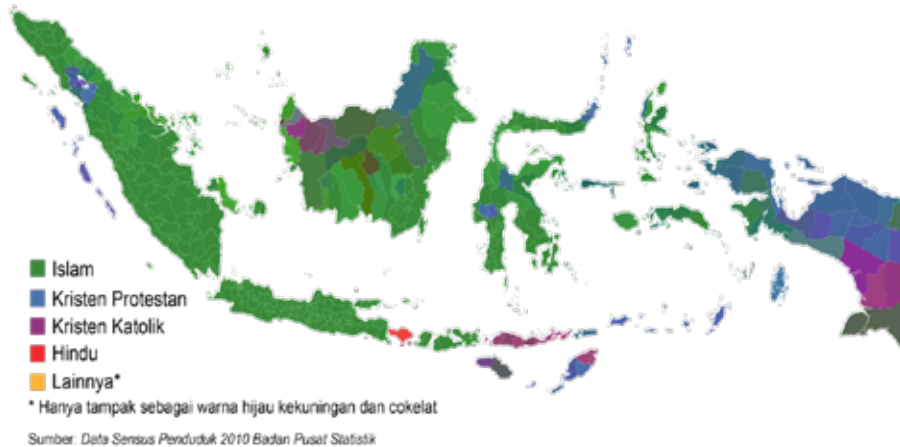 Islam
Kristen Protestan
Kristen Katolik
Hindu
Lainnya*
* Hanya tampak sebagai warna hijau kekuningan dan cokelat
Sumber: Data Sensus Penduduk 2010 Badan Pusat Statistik